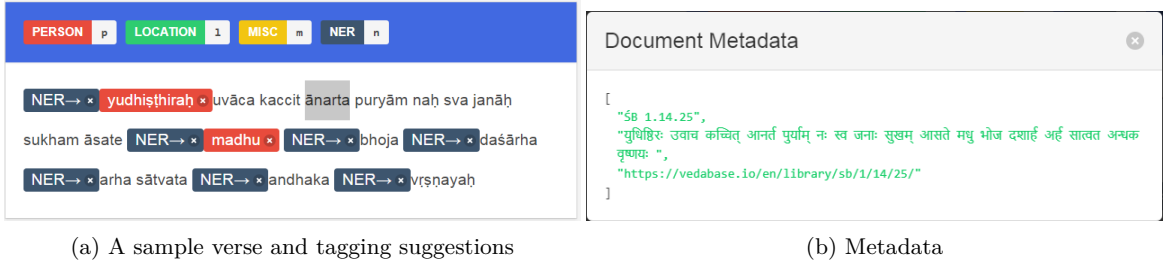 PERSON p LOCATION l MISC m NER n
NER→ × yudhiṣṭhiraḥ × uvāca kaccit ānarta puryām naḥ sva janāḥ
sukham āsate NER→ × madhu × NER→ × bhoja NER→ × daśārha
NER→ × arha sātvata NER→ × andhaka NER→ × vṛṣṇayaḥ
(a) A sample verse and tagging suggestions
Document Metadata ×
[
"ŚB 1.14.25",
"युधिष्ठिरः उवाच कच्चित् आनर्त पुर्याम् नः स्व जनाः सुखम् आसते मधु भोज दशार्ह अर्ह सात्वत अन्धक
वृष्णयः ",
"https://vedabase.io/en/library/sb/1/14/25/"
]
(b) Metadata